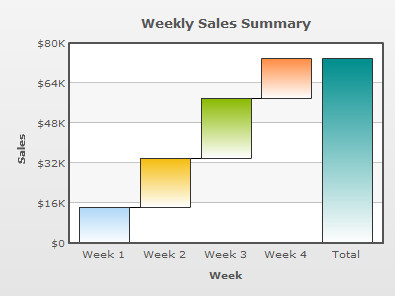 Weekly Sales Summary
$80K
$64K
$48K
$32K
$16K
$0
Sales
Week 1 Week 2 Week 3 Week 4 Total
Week